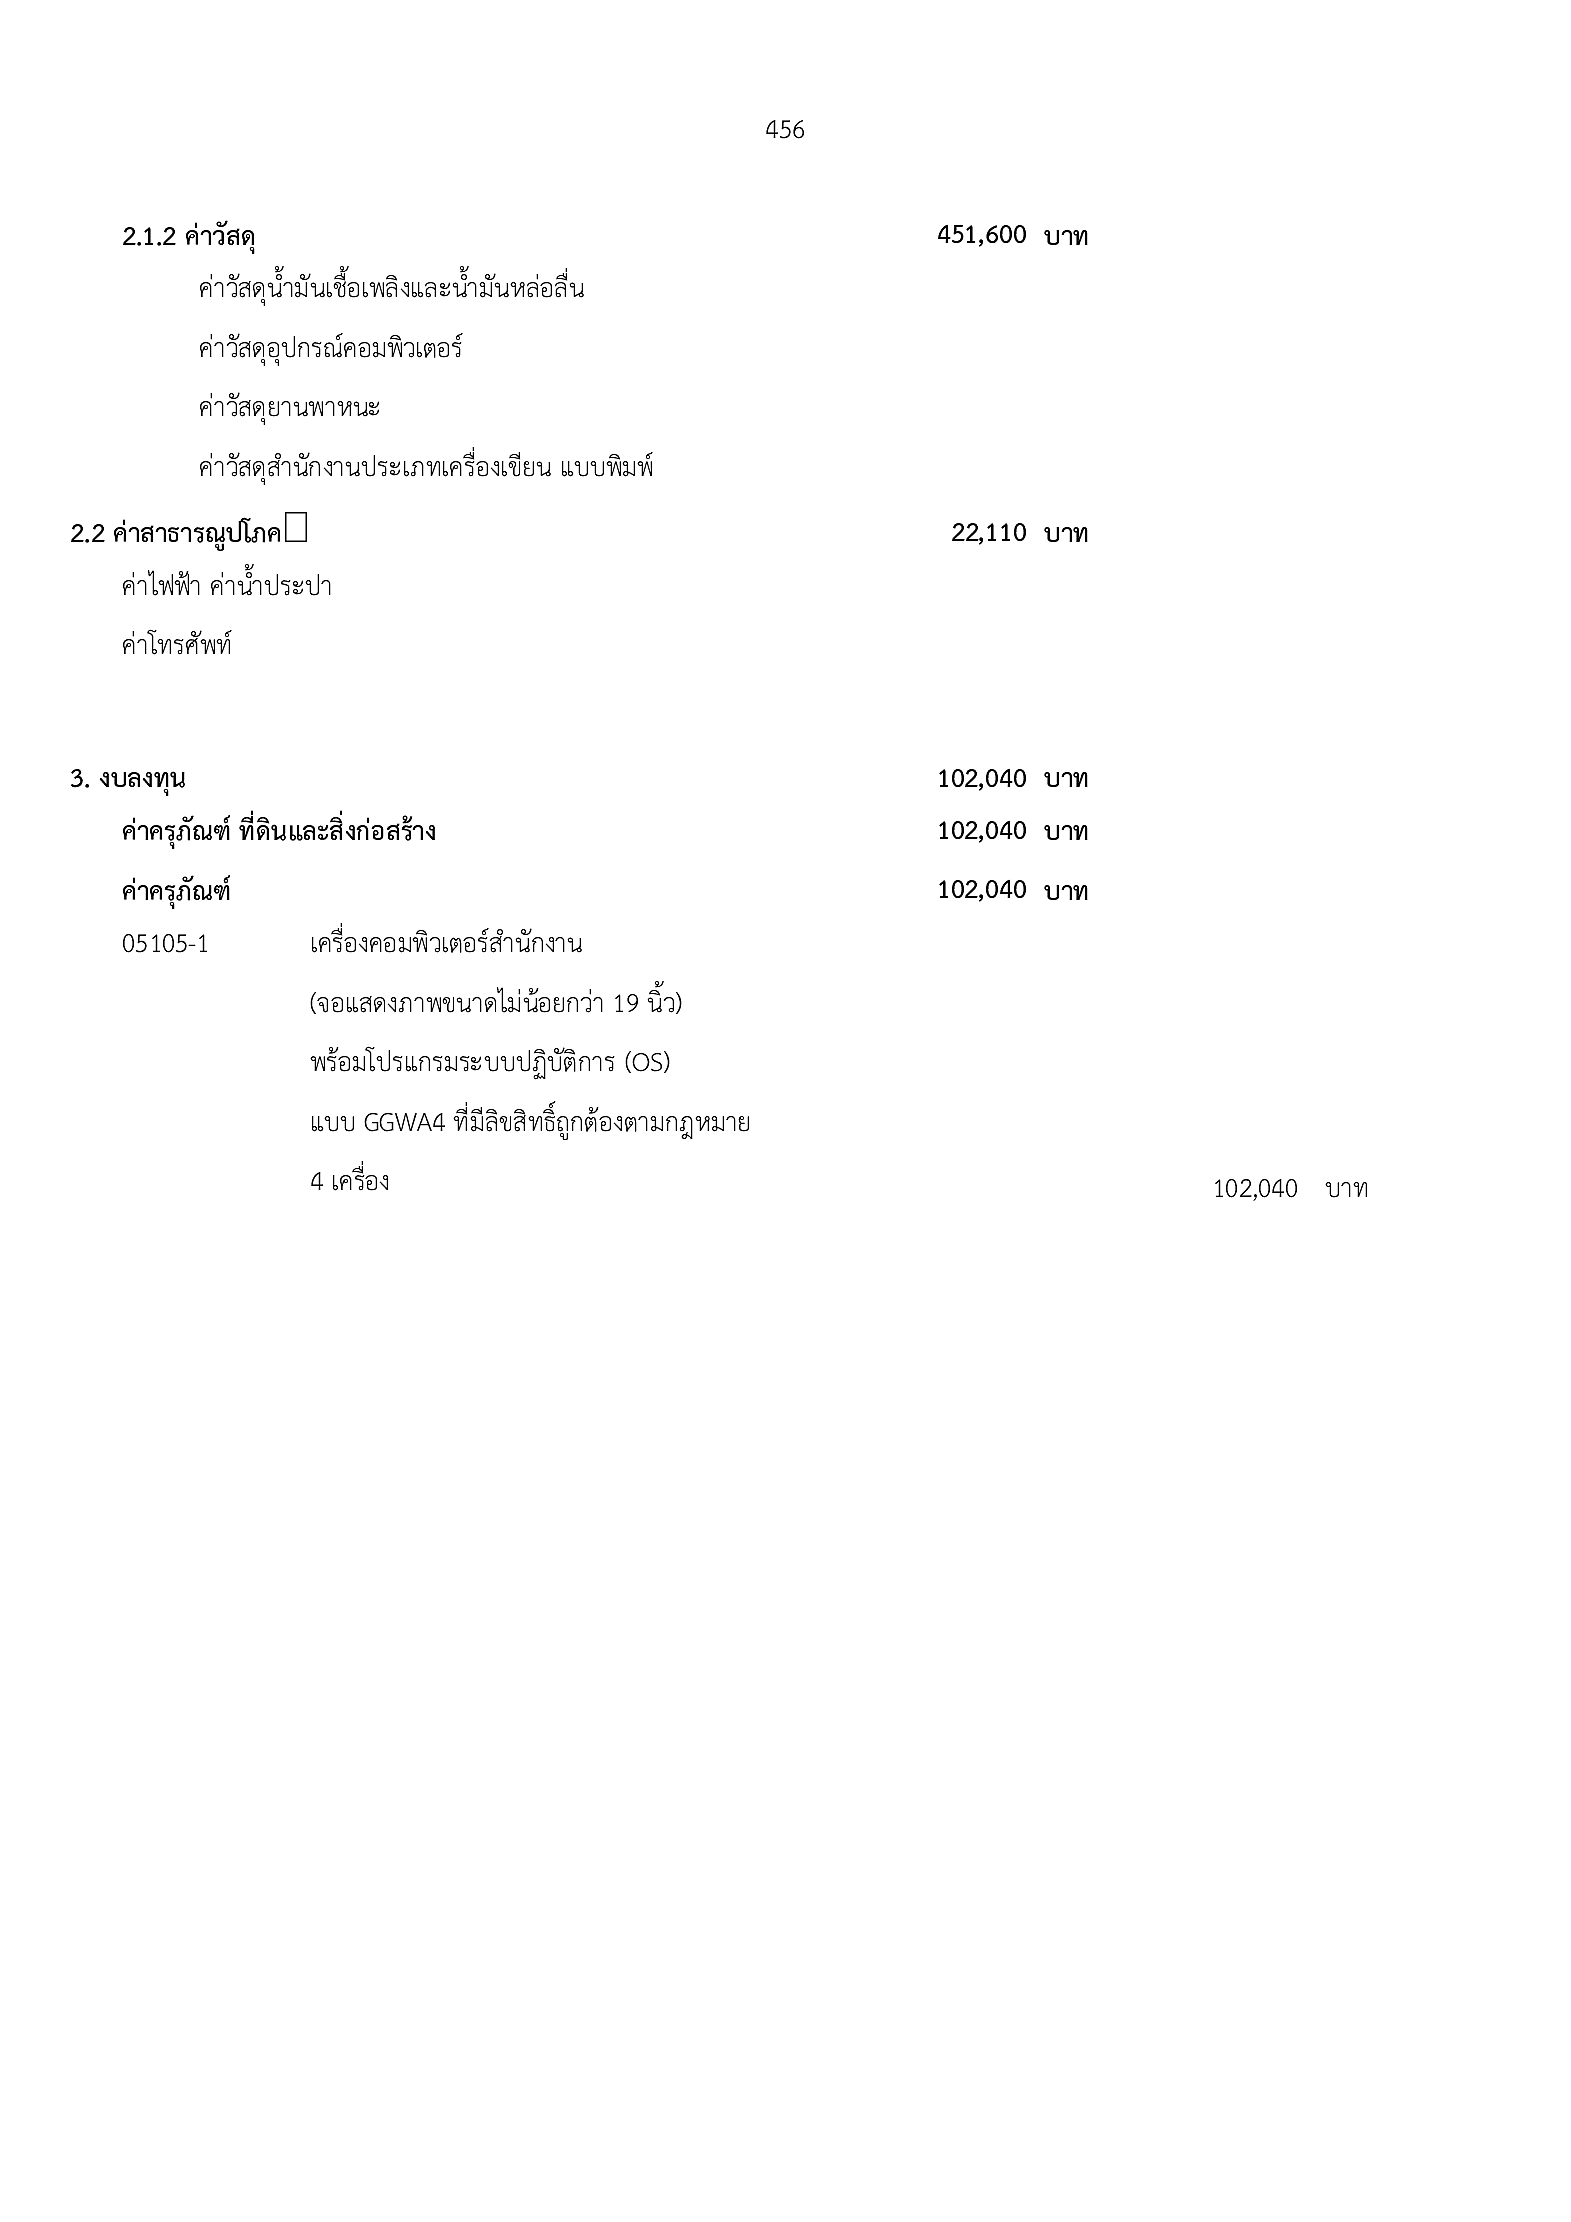 456
2.1.2 ค่าวัสดุ 451,600 บาท
ค่าวัสดุน้ำมันเชื้อเพลิงและน้ำมันหล่อลื่น
ค่าวัสดุอุปกรณ์คอมพิวเตอร์
ค่าวัสดุยานพาหนะ
ค่าวัสดุสำนักงานประเภทเครื่องเขียน แบบพิมพ์
2.2 ค่าสาธารณูปโภค 22,110 บาท
ค่าไฟฟ้า ค่าน้ำประปา
ค่าโทรศัพท์
3. งบลงทุน 102,040 บาท
ค่าครุภัณฑ์ ที่ดินและสิ่งก่อสร้าง 102,040 บาท
ค่าครุภัณฑ์ 102,040 บาท
05105-1 เครื่องคอมพิวเตอร์สำนักงาน
(จอแสดงภาพขนาดไม่น้อยกว่า 19 นิ้ว)
พร้อมโปรแกรมระบบปฏิบัติการ (OS)
แบบ GGWA4 ที่มีลิขสิทธิ์ถูกต้องตามกฎหมาย
4 เครื่อง 102,040 บาท